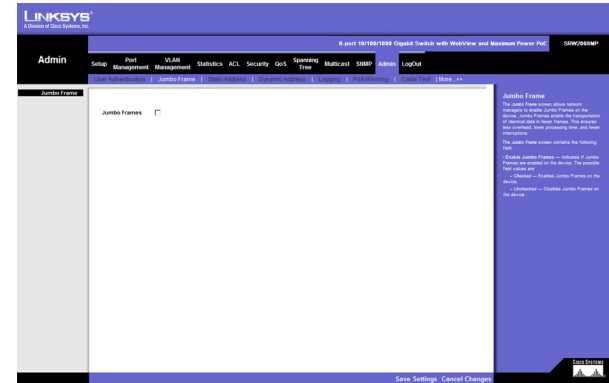 LINKSYS®
A Division of Cisco Systems, Inc.
8-port 10/100/1000 Gigabit Switch with WebView and Maximum Power PoE
SRW2008MP
Admin
Setup
Port Management
VLAN Management
Statistics
ACL
Security
QoS
Spanning Tree
Multicast
SNMP
Admin
LogOut
User Authentication | Jumbo Frame | Static Address | Dynamic Address | Logging | Port Mirroring | Cable Test | More..>>
Jumbo Frame
Jumbo Frames
Jumbo Frame
The Jumbo Frame screen allows network
managers to enable Jumbo Frames on the
device. Jumbo Frames enable the transportation
of identical data in fewer frames. This ensures
less overhead, lower processing time, and fewer
interruptions.
The Jumbo Frame screen contains the following
field:
- Enable Jumbo Frames — Indicates if Jumbo
Frames are enabled on the device. The possible
field values are:
– Checked — Enables Jumbo Frames on the
device.
– Unchecked — Disables Jumbo Frames on
the device.
Save Settings
Cancel Changes
CISCO SYSTEMS